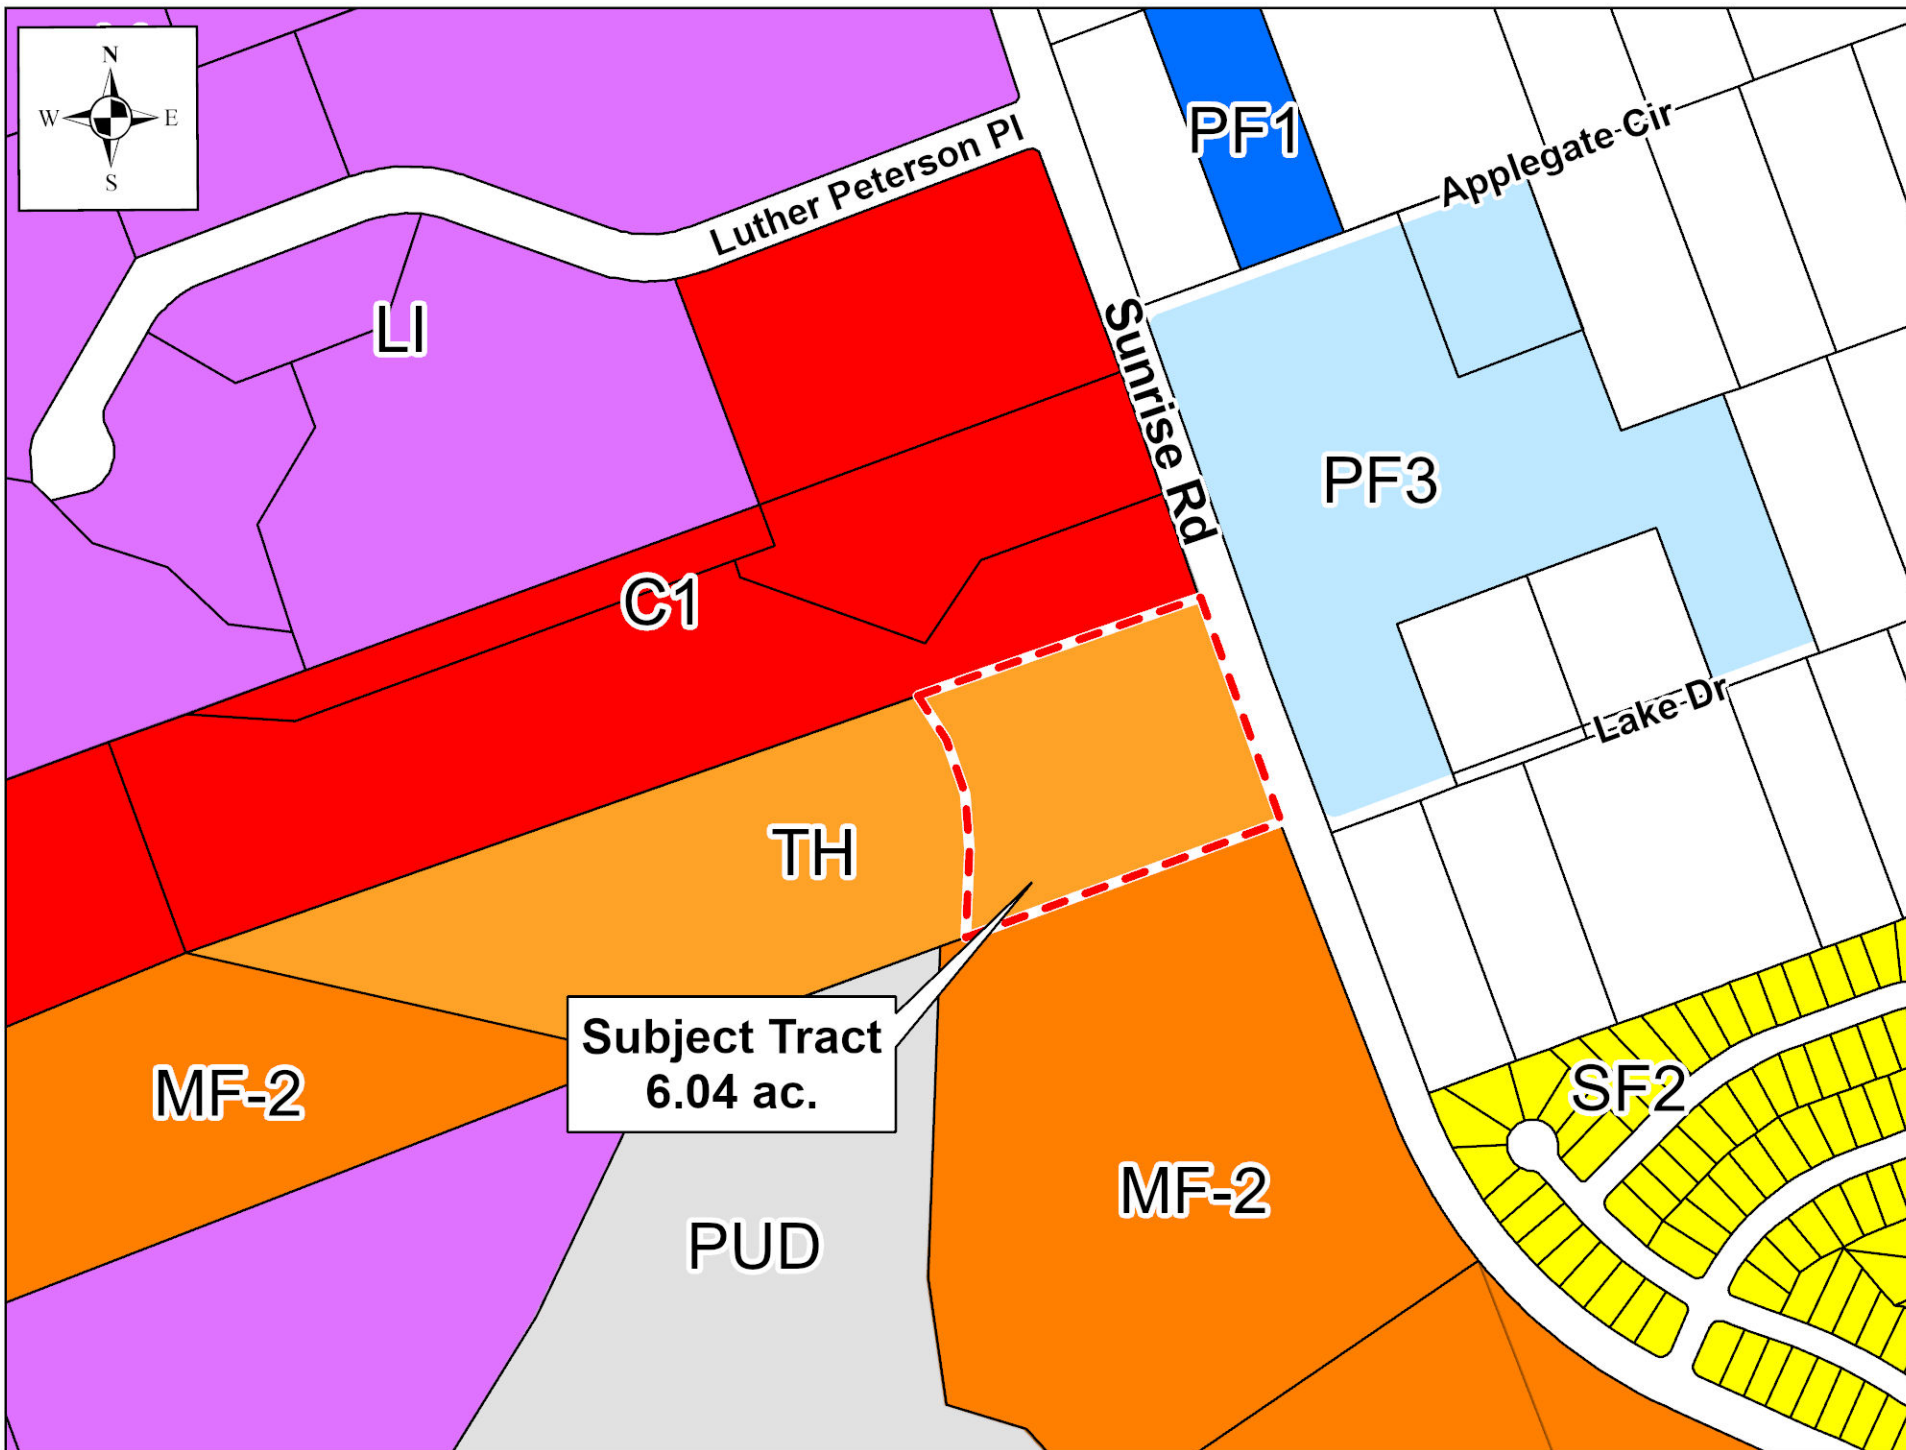 N
W E
S
PF1
Applegate Cir
Luther Peterson Pl
LI
Sunrise Rd
PF3
C1
Lake Dr
TH
Subject Tract
6.04 ac.
MF-2
SF2
MF-2
PUD